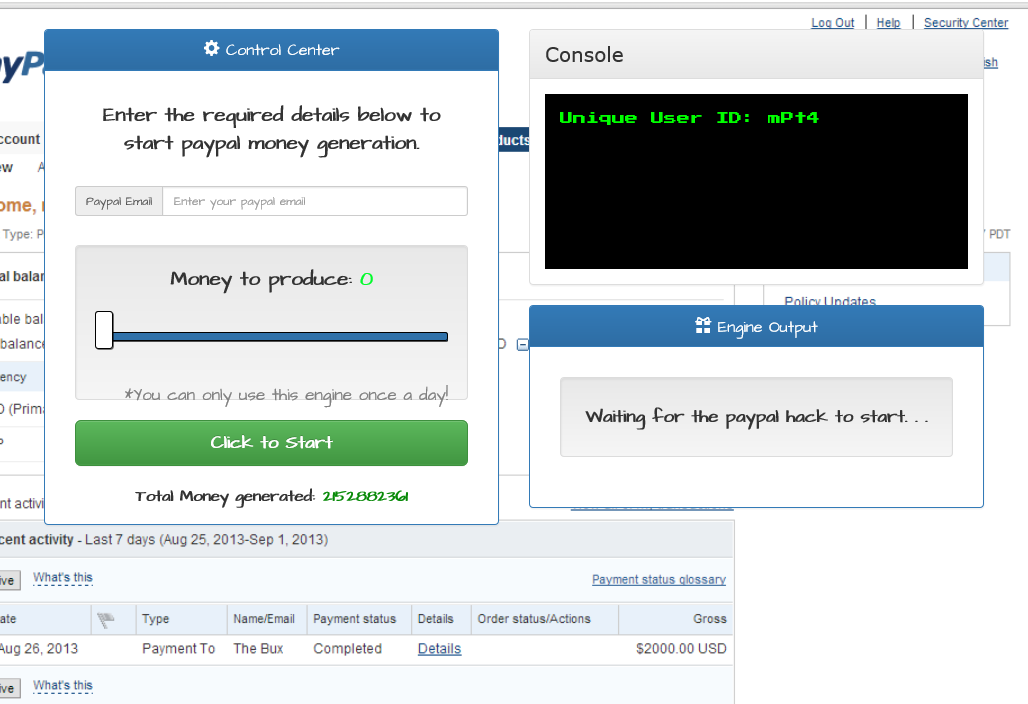 Log Out | Help | Security Center
Control Center
Console
Enter the required details below to
start paypal money generation.
Unique User ID: mPt4
Paypal Email
Enter your paypal email
Type:
PDT
Money to produce: 0
Policy Updates
Engine Output
*You can only use this engine once a day!
Waiting for the paypal hack to start. . .
Click to Start
Total Money generated: 2152882361
activity - Last 7 days (Aug 25, 2013-Sep 1, 2013)
What's this
Payment status glossary
Type Name/Email Payment status Details Order status/Actions Gross
Aug 26, 2013 Payment To The Bux Completed Details $2000.00 USD
What's this